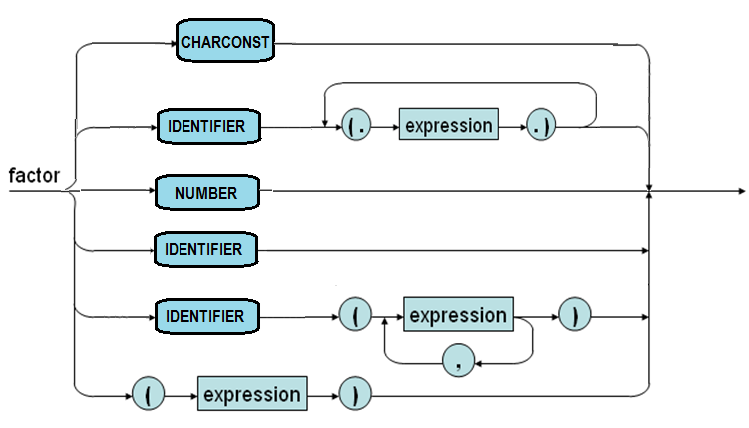 CHARCONST
IDENTIFIER (. expression .)
factor
NUMBER
IDENTIFIER
IDENTIFIER ( expression )
,
( expression )